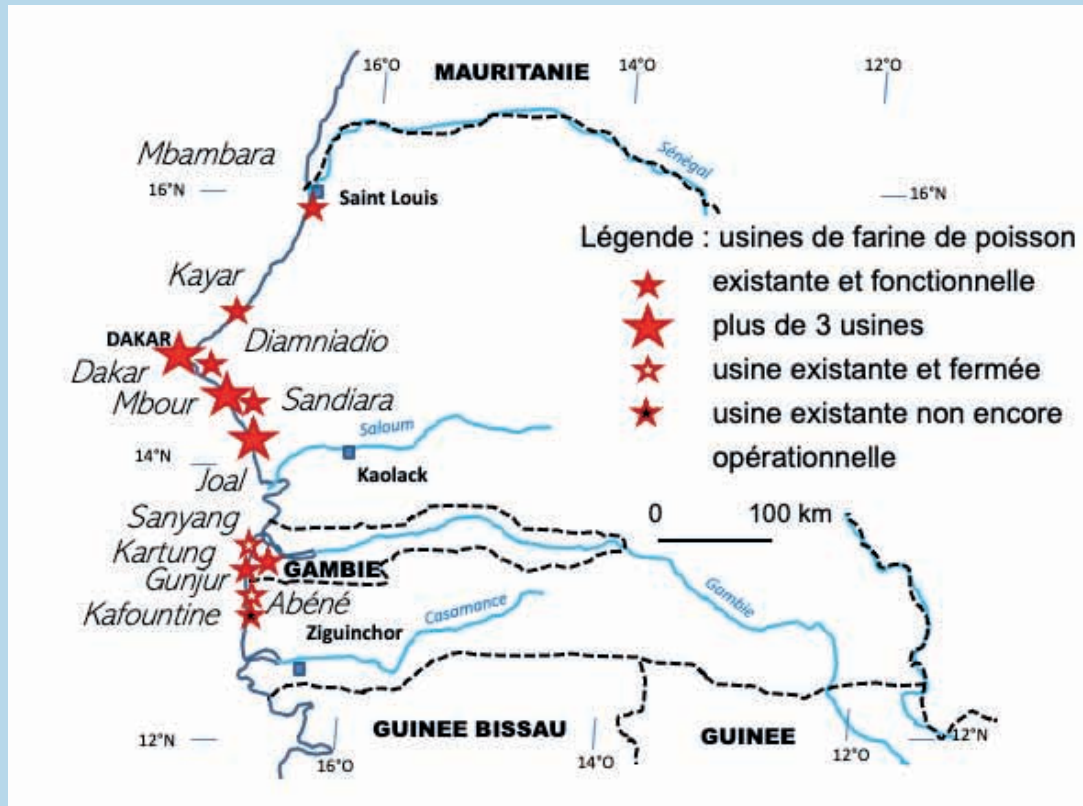 16°O
MAURITANIE
14°O
12°O
Mbambara
Sénégal
16°N
Saint Louis
16°N
Légende : usines de farine de poisson
existante et fonctionnelle
plus de 3 usines
usine existante et fermée
usine existante non encore
opérationnelle
Kayar
DAKAR
Diamniadio
Dakar
Mbour
Sandiara
Saloum
14°N
Kaolack
Joal
Sanyang
0 100 km
Kartung
GAMBIE
Gunjur
Gambie
Abéné
Kafountine
Casamance
Ziguinchor
GUINEE BISSAU
GUINEE
12°N
12°N
16°O
14°O
12°O